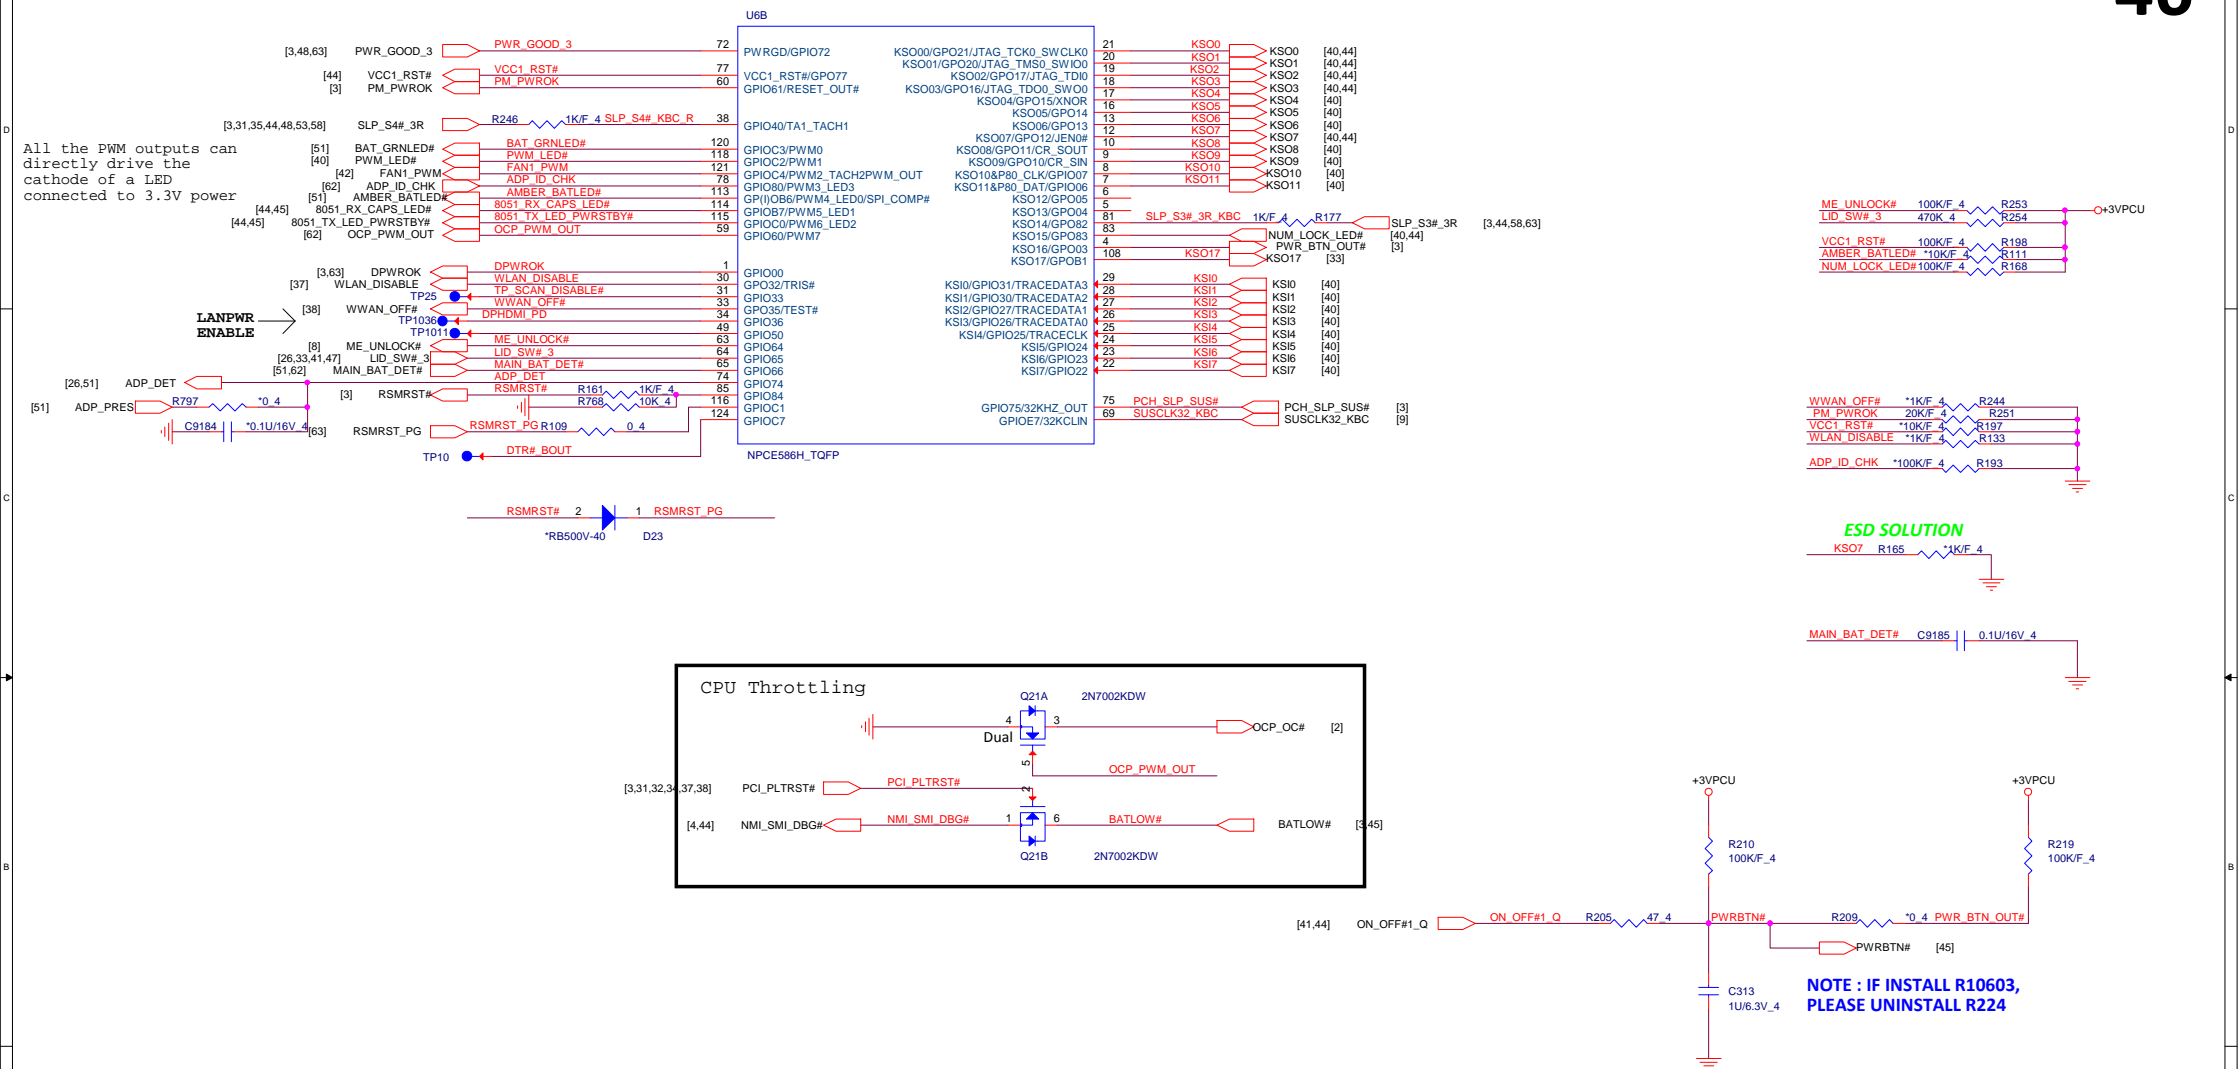 46
U6B
[3,48,63] PWR_GOOD_3 PWR_GOOD_3 72 PWRGD/GPIO72
[44] VCC1_RST# VCC1_RST# 77 VCC1_RST#/GPO77
[3] PM_PWROK PM_PWROK 60 GPIO61/RESET_OUT#
[3,31,35,44,48,53,58] SLP_S4#_3R R246 1K/F_4 SLP_S4#_KBC_R 38 GPIO40/TA1_TACH1
All the PWM outputs can
directly drive the
cathode of a LED
connected to 3.3V power
[51] BAT_GRNLED# BAT_GRNLED# 120 GPIOC3/PWM0
[40] PWM_LED# PWM_LED# 118 GPIOC2/PWM1
[42] FAN1_PWM FAN1_PWM 121 GPIOC4/PWM2_TACH2PWM_OUT
[62] ADP_ID_CHK ADP_ID_CHK 78 GPIO80/PWM3_LED3
[51] AMBER_BATLED# AMBER_BATLED# 113 GP(I)OB6/PWM4_LED0/SPI_COMP#
[44,45] 8051_RX_CAPS_LED# 8051_RX_CAPS_LED# 114 GPIOB7/PWM5_LED1
[44,45] 8051_TX_LED_PWRSTBY# 8051_TX_LED_PWRSTBY# 115 GPIOC0/PWM6_LED2
[62] OCP_PWM_OUT OCP_PWM_OUT 59 GPIO60/PWM7
[3,63] DPWROK DPWROK 1 GPIO00
[37] WLAN_DISABLE WLAN_DISABLE 30 GPO32/TRIS#
TP25 TP_SCAN_DISABLE# 31 GPIO33
[38] WWAN_OFF# WWAN_OFF# 33 GPO35/TEST#
TP1036 DPHDMI_PD 34 GPIO36
TP1011 49 GPIO50
LANPWR
ENABLE
[8] ME_UNLOCK# ME_UNLOCK# 63 GPIO64
[26,33,41,47] LID_SW#_3 LID_SW#_3 64 GPIO65
[51,62] MAIN_BAT_DET# MAIN_BAT_DET# 65 GPIO66
[26,51] ADP_DET ADP_DET 74 GPIO74
[3] RSMRST# RSMRST# R161 1K/F_4 85 GPIO84
[51] ADP_PRES R797 *0_4 R768 10K_4 116 GPIOC1
C9184 *0.1U/16V_4 [63] RSMRST_PG RSMRST_PG R109 0_4 124 GPIOC7
TP10 DTR#_BOUT
NPCE586H_TQFP
KSO00/GPO21/JTAG_TCK0_SWCLK0 21 KSO0 KSO0 [40,44]
KSO01/GPO20/JTAG_TMS0_SWIO0 20 KSO1 KSO1 [40,44]
KSO02/GPO17/JTAG_TDI0 19 KSO2 KSO2 [40,44]
KSO03/GPO16/JTAG_TDO0_SWO0 18 KSO3 KSO3 [40,44]
KSO04/GPO15/XNOR 17 KSO4 KSO4 [40]
KSO05/GPO14 16 KSO5 KSO5 [40]
KSO06/GPO13 13 KSO6 KSO6 [40]
KSO07/GPO12/JEN0# 12 KSO7 KSO7 [40,44]
KSO08/GPO11/CR_SOUT 10 KSO8 KSO8 [40]
KSO09/GPO10/CR_SIN 9 KSO9 KSO9 [40]
KSO10&P80_CLK/GPIO07 8 KSO10 KSO10 [40]
KSO11&P80_DAT/GPIO06 7 KSO11 KSO11 [40]
KSO12/GPO05 6
KSO13/GPO04 5
KSO14/GPO82 81 SLP_S3#_3R_KBC 1K/F_4 R177 SLP_S3#_3R [3,44,58,63]
KSO15/GPO83 83 NUM_LOCK_LED# [40,44]
KSO16/GPO03 4 PWR_BTN_OUT# [3]
KSO17/GPOB1 108 KSO17 KSO17 [33]
KSI0/GPIO31/TRACEDATA3 29 KSI0 KSI0 [40]
KSI1/GPIO30/TRACEDATA2 28 KSI1 KSI1 [40]
KSI2/GPIO27/TRACEDATA1 27 KSI2 KSI2 [40]
KSI3/GPIO26/TRACEDATA0 26 KSI3 KSI3 [40]
KSI4/GPIO25/TRACECLK 25 KSI4 KSI4 [40]
KSI5/GPIO24 24 KSI5 KSI5 [40]
KSI6/GPIO23 23 KSI6 KSI6 [40]
KSI7/GPIO22 22 KSI7 KSI7 [40]
GPIO75/32KHZ_OUT 75 PCH_SLP_SUS# PCH_SLP_SUS# [3]
GPIOE7/32KCLIN 69 SUSCLK32_KBC SUSCLK32_KBC [9]
ME_UNLOCK# 100K/F_4 R253
LID_SW#_3 470K_4 R254 +3VPCU
VCC1_RST# 100K/F_4 R198
AMBER_BATLED# *10K/F_4 R111
NUM_LOCK_LED# 100K/F_4 R168
WWAN_OFF# *1K/F_4 R244
PM_PWROK 20K/F_4 R251
VCC1_RST# *10K/F_4 R197
WLAN_DISABLE *1K/F_4 R133
ADP_ID_CHK *100K/F_4 R193
ESD SOLUTION
KSO7 R165 *1K/F_4
MAIN_BAT_DET# C9185 0.1U/16V_4
RSMRST# 2 1 RSMRST_PG
*RB500V-40 D23
CPU Throttling
Q21A 2N7002KDW
4 3 OCP_OC# [2]
Dual
5 OCP_PWM_OUT
[3,31,32,34,37,38] PCI_PLTRST# PCI_PLTRST# 2
[4,44] NMI_SMI_DBG# NMI_SMI_DBG# 1 6 BATLOW# BATLOW# [3,45]
Q21B 2N7002KDW
+3VPCU +3VPCU
R210 100K/F_4
R219 100K/F_4
[41,44] ON_OFF#1_Q ON_OFF#1_Q R205 47_4 PWRBTN# R209 *0_4 PWR_BTN_OUT#
PWRBTN# [45]
C313
1U/6.3V_4
NOTE : IF INSTALL R10603,
PLEASE UNINSTALL R224
D D
C C
B B